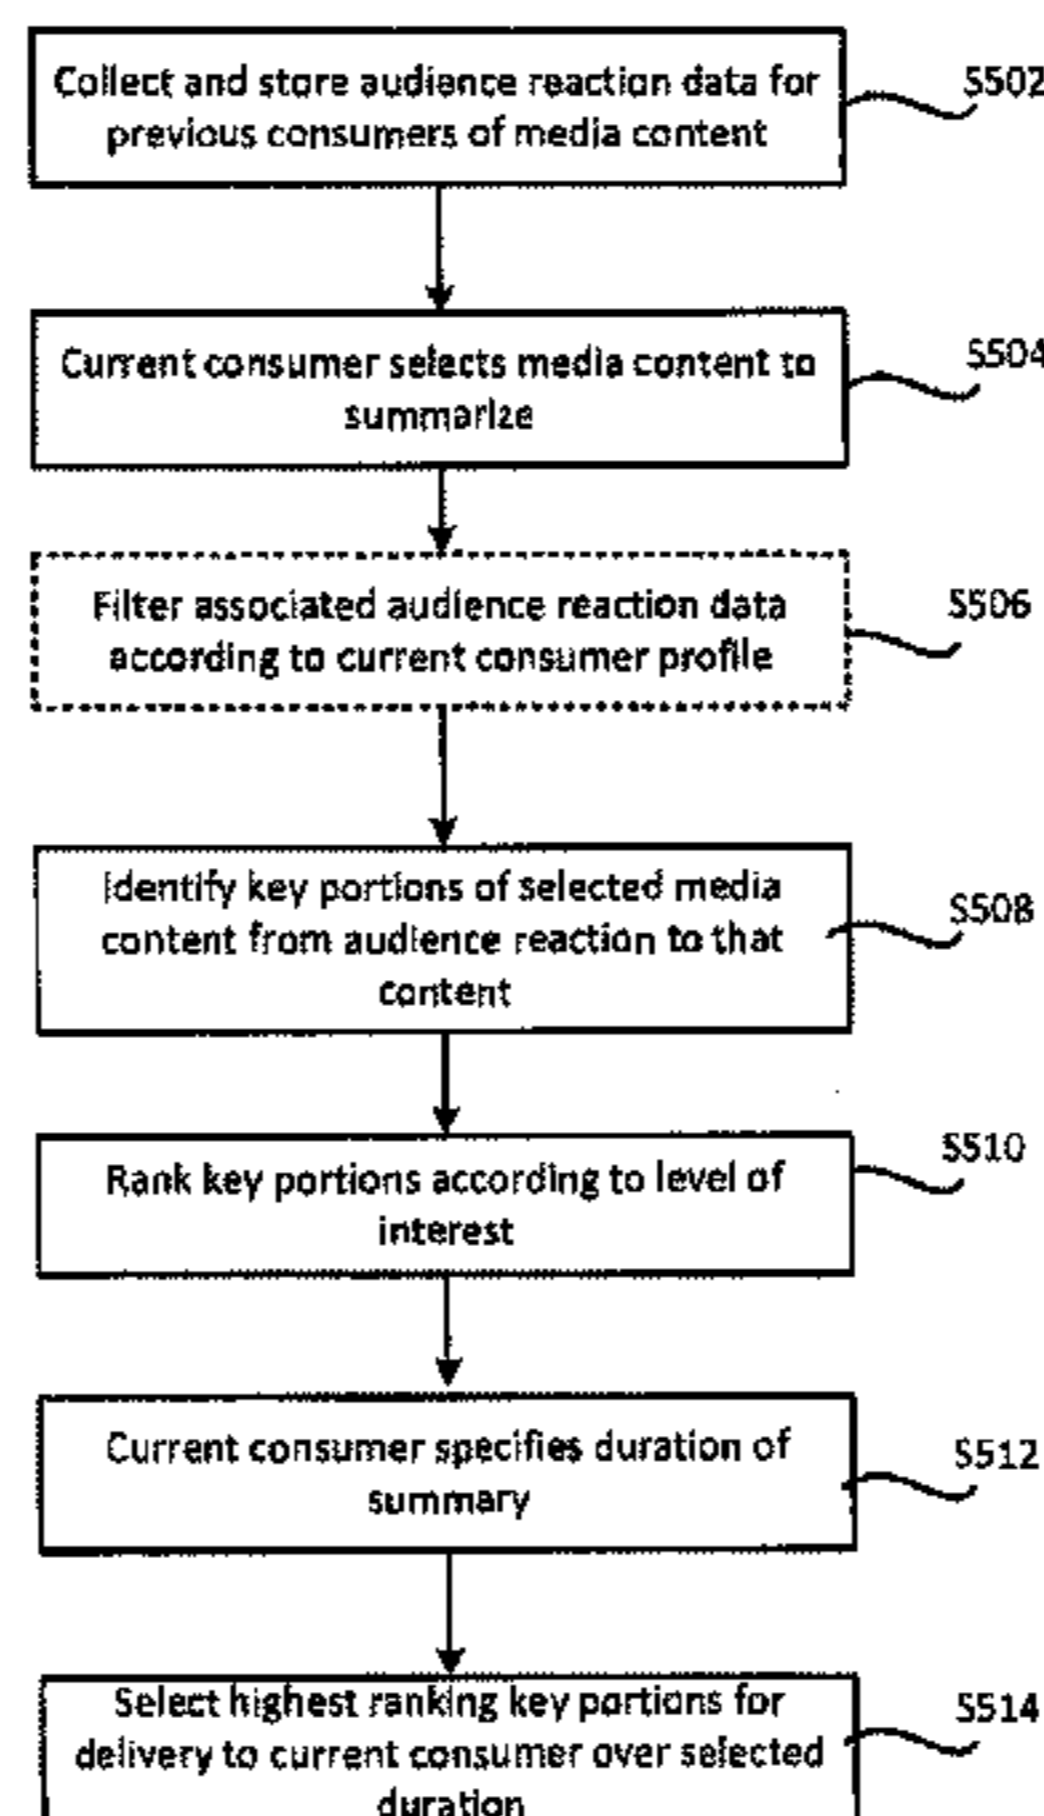 Collect and store audience reaction data for
previous consumers of media content
S502
Current consumer selects media content to
summarize
S504
Filter associated audience reaction data
according to current consumer profile
S506
Identify key portions of selected media
content from audience reaction to that
content
S508
Rank key portions according to level of
interest
S510
Current consumer specifies duration of
summary
S512
Select highest ranking key portions for
delivery to current consumer over selected
duration
S514